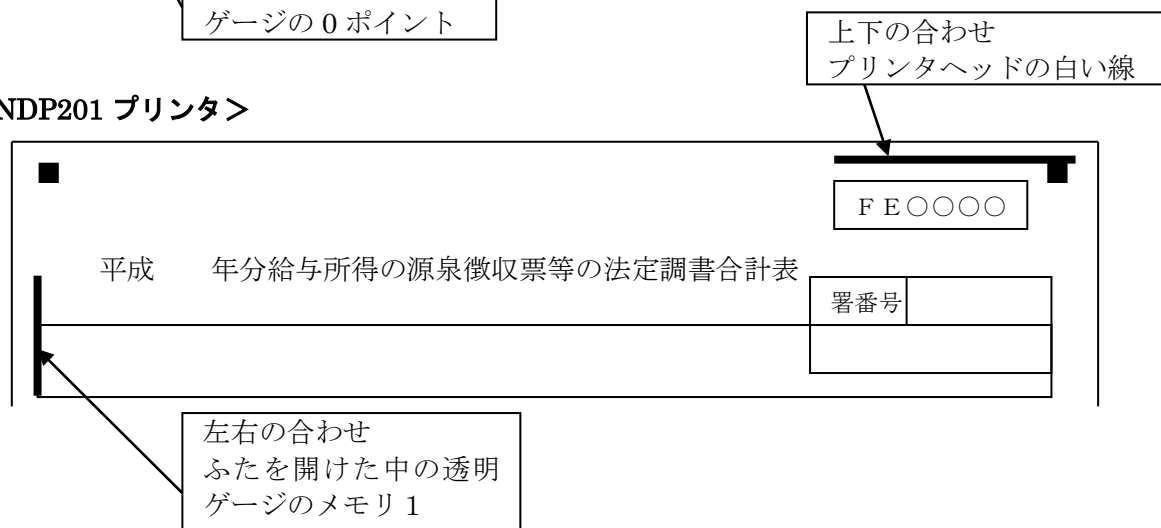 ゲージの 0 ポイント
上下の合わせ
プリンタヘッドの白い線
NDP201 プリンタ>
ＦＥ○○○○
平成　　年分給与所得の源泉徴収票等の法定調書合計表
署番号
左右の合わせ
ふたを開けた中の透明
ゲージのメモリ 1